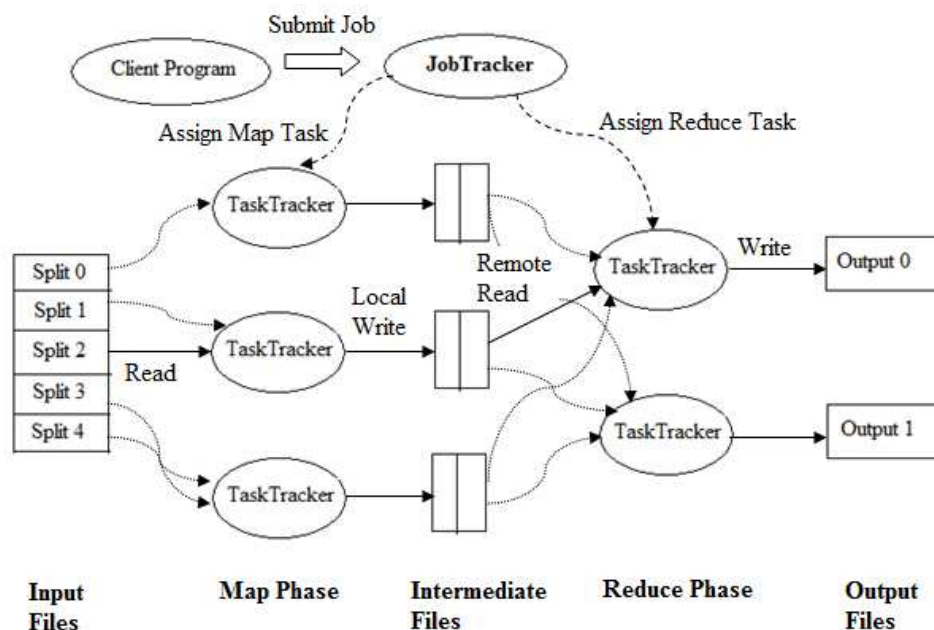 Submit Job
Client Program
JobTracker
Assign Map Task
Assign Reduce Task
TaskTracker
Split 0
Split 1
Split 2
Split 3
Split 4
Read
TaskTracker
Local
Write
TaskTracker
Remote
Read
TaskTracker
Write
Output 0
TaskTracker
Output 1
Input
Files
Map Phase
Intermediate
Files
Reduce Phase
Output
Files